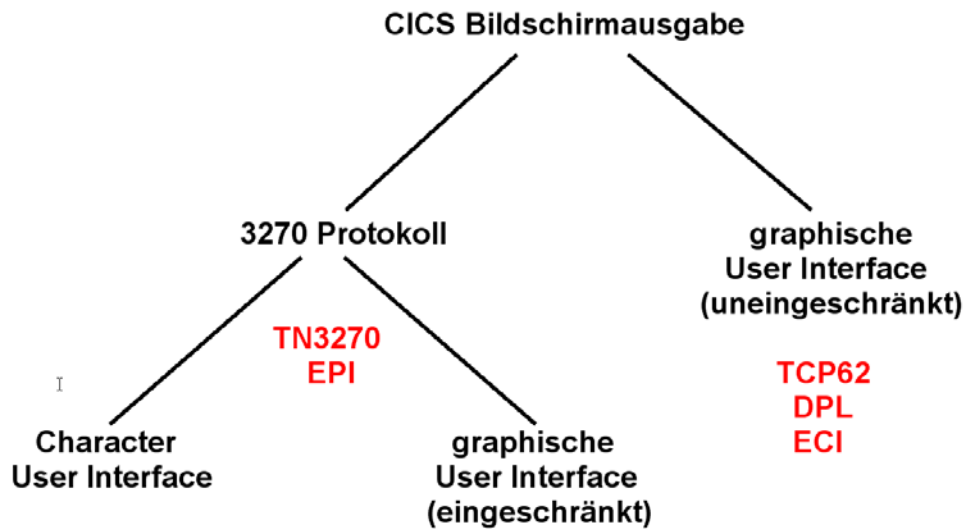 CICS Bildschirmausgabe
3270 Protokoll
graphische
User Interface
(uneingeschränkt)
TN3270
EPI
TCP62
DPL
ECI
Character
User Interface
graphische
User Interface
(eingeschränkt)